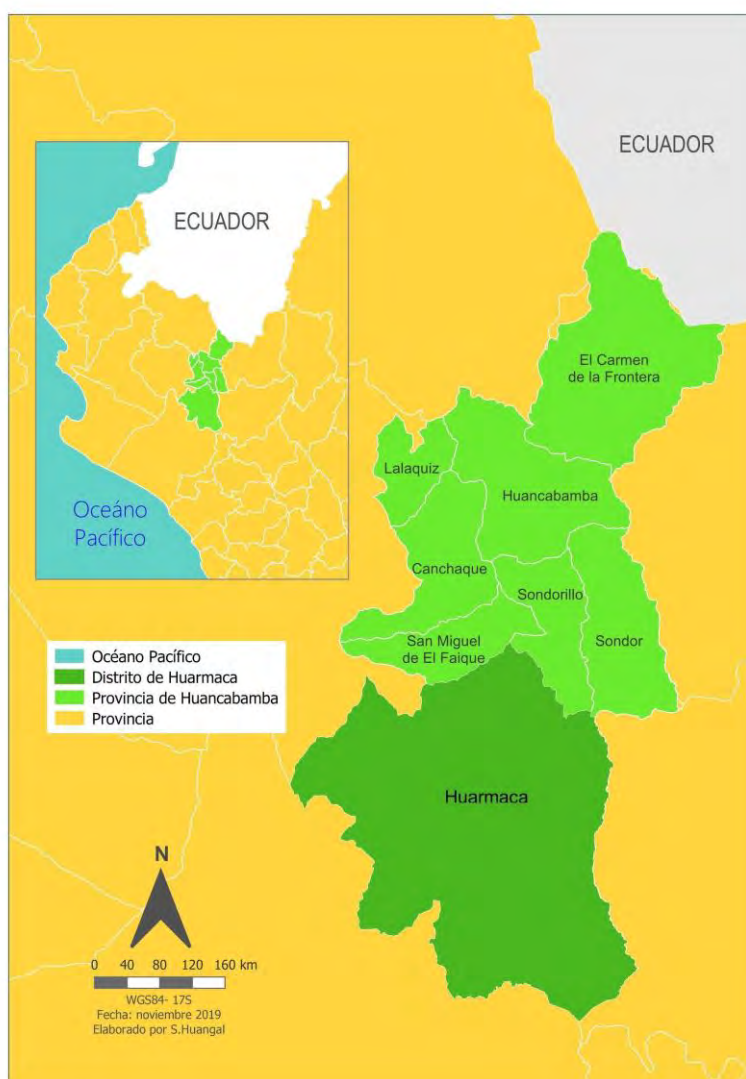 ECUADOR
ECUADOR
El Carmen
de la Frontera
Lalaquiz
Huancabamba
Oceáno
Pacífico
Canchaque
Sondorillo
San Miguel
de El Faique
Sondor
Océano Pacífico
Distrito de Huarmaca
Provincia de Huancabamba
Provincia
Huarmaca
N
0 40 80 120 160 km
WGS84- 17S
Fecha: noviembre 2019
Elaborado por S.Huangal